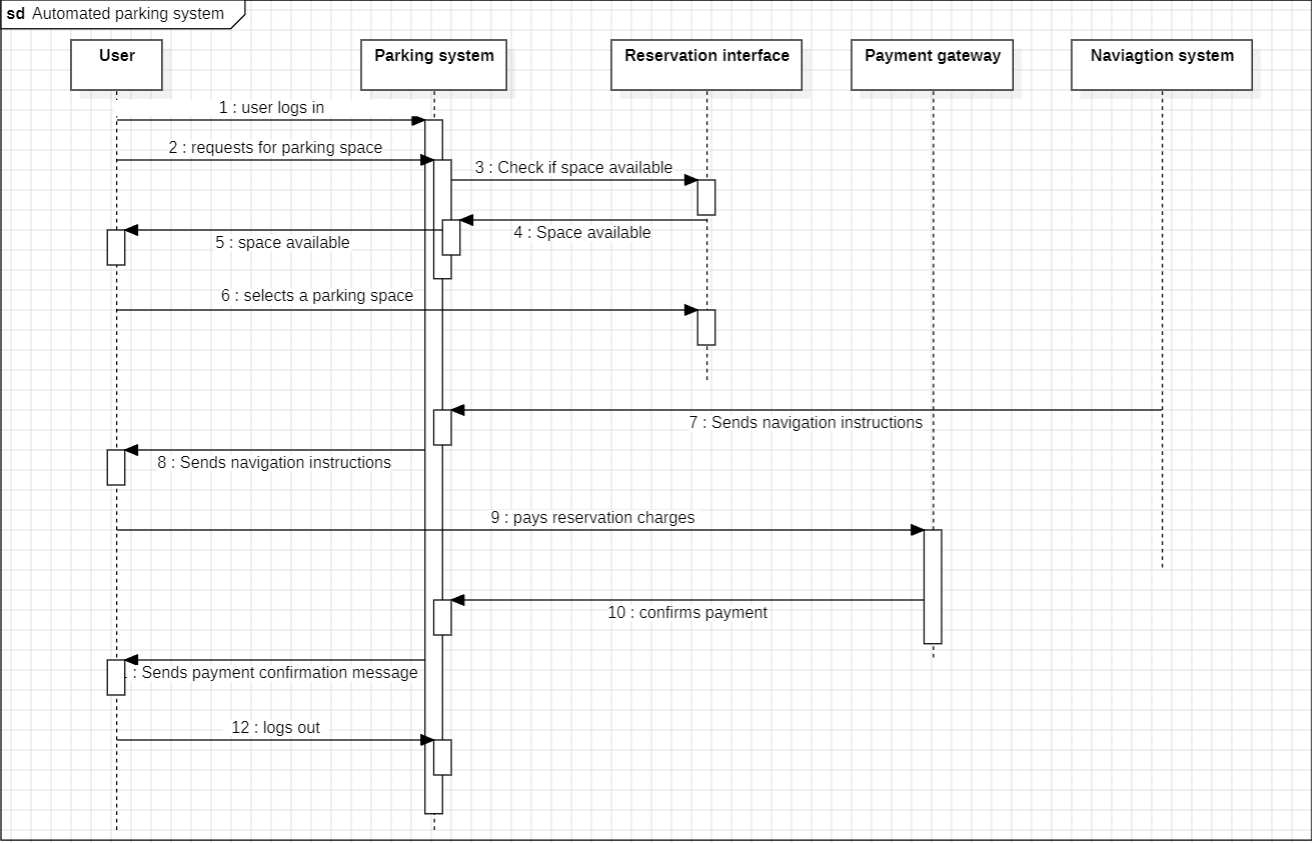 sd Automated parking system
User
Parking system
Reservation interface
Payment gateway
Naviagtion system
1 : user logs in
2 : requests for parking space
3 : Check if space available
4 : Space available
5 : space available
6 : selects a parking space
7 : Sends navigation instructions
8 : Sends navigation instructions
9 : pays reservation charges
10 : confirms payment
: Sends payment confirmation message
12 : logs out